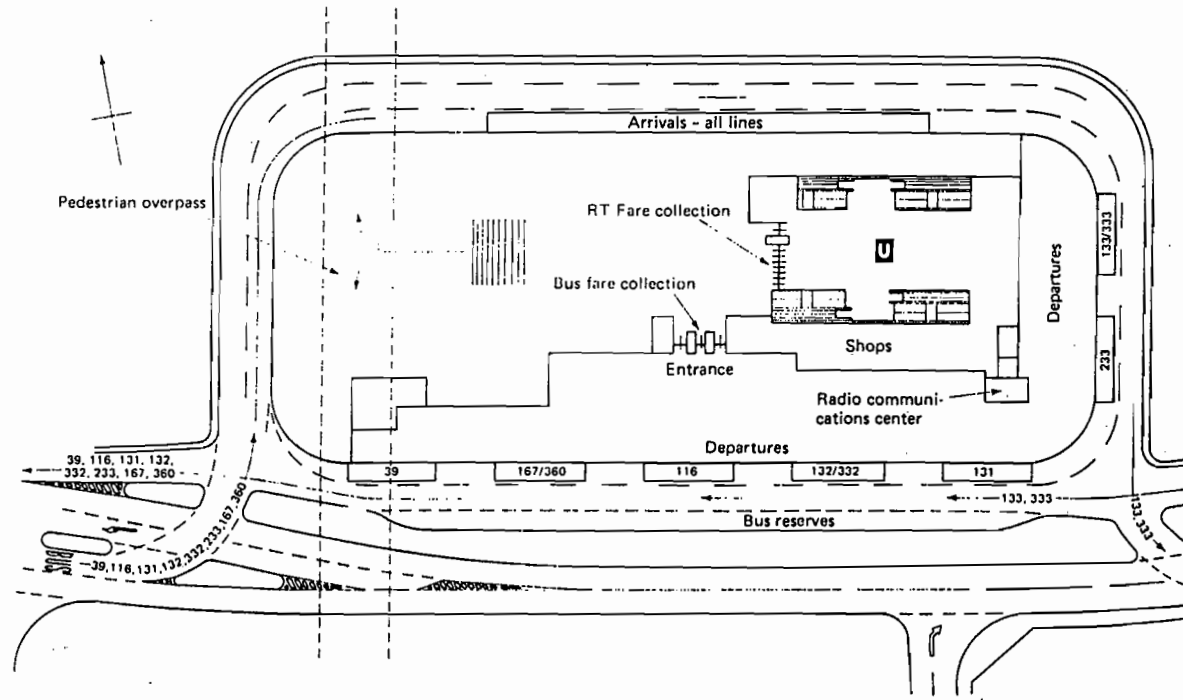 Arrivals - all lines
Pedestrian overpass
RT Fare collection
U
133/333
Departures
Bus fare collection
Entrance
Shops
233
Radio communi-
cations center
Departures
39, 116, 131, 132,
332, 233, 167, 360
39
167/360
116
132/332
131
133, 333
133,333
Bus reserves
39,116,131,132,332,233,167,360
BUS